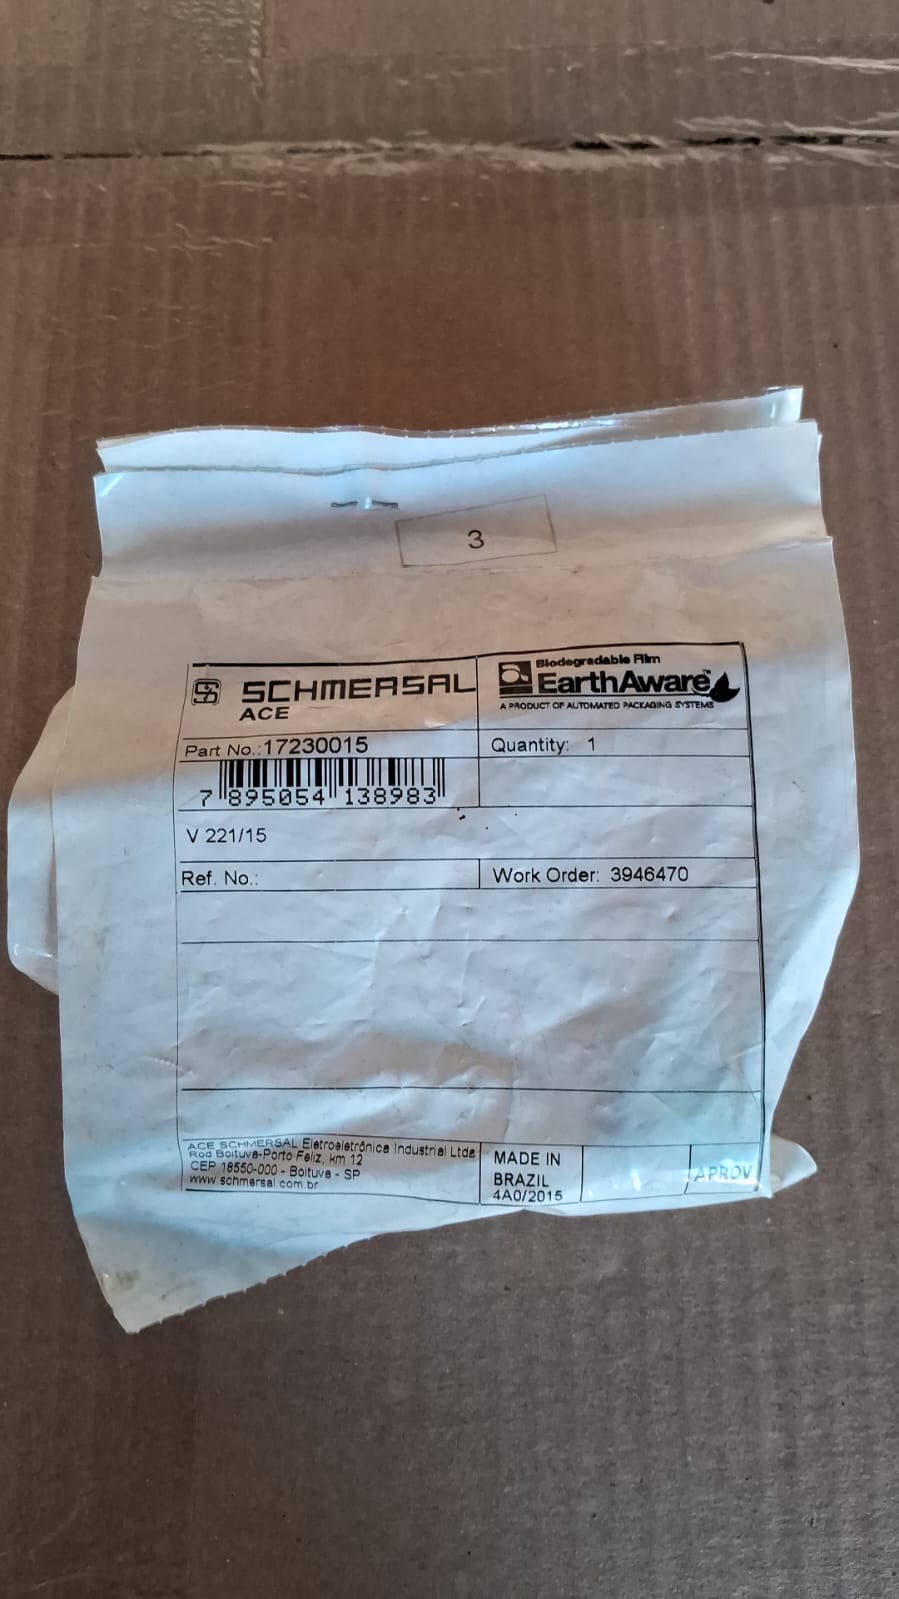 3
SCHMERSAL
ACE
Biodegradable Film
EarthAware™
A PRODUCT OF AUTOMATED PACKAGING SYSTEMS
Part No.:17230015
Quantity: 1
7 895054 138983
V 221/15
Ref. No.:
Work Order: 3946470
ACE SCHMERSAL Eletroeletrônica Industrial Ltda
Rod Boituva-Porto Feliz, km 12
CEP 18550-000 - Boituva - SP
www.schmersal.com.br
MADE IN
BRAZIL
4A0/2015
APROV